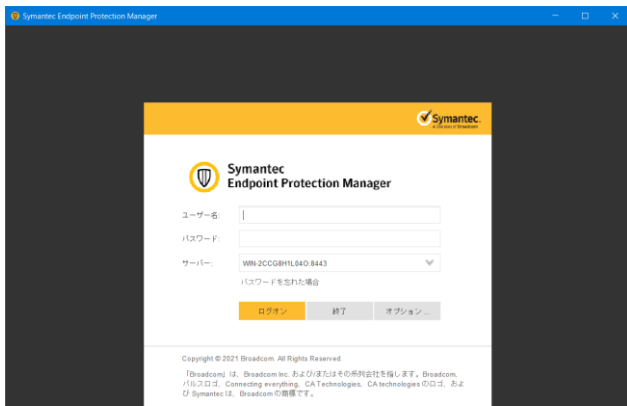 Symantec Endpoint Protection Manager
Symantec.
A Division of Broadcom
Symantec
Endpoint Protection Manager
ユーザー名:
パスワード:
サーバー: WIN-2CCG8H1L04O:8443
パスワードを忘れた場合
ログオン 終了 オプション...
Copyright © 2021 Broadcom. All Rights Reserved.
「Broadcom」は、Broadcom Inc. および/またはその系列会社を指します。Broadcom、
パルスロゴ、Connecting everything、CA Technologies、CA technologies のロゴ、およ
び Symantec は、Broadcom の商標です。